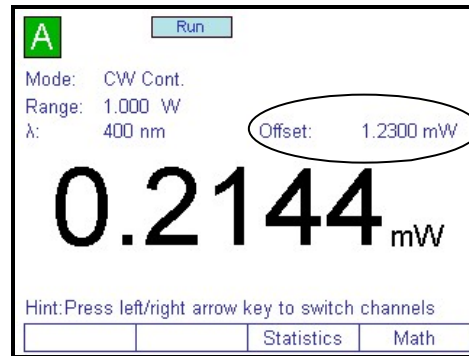 A
Run
Mode: CW Cont.
Range: 1.000 W
λ: 400 nm Offset: 1.2300 mW
0.2144 mW
Hint:Press left/right arrow key to switch channels
Statistics Math